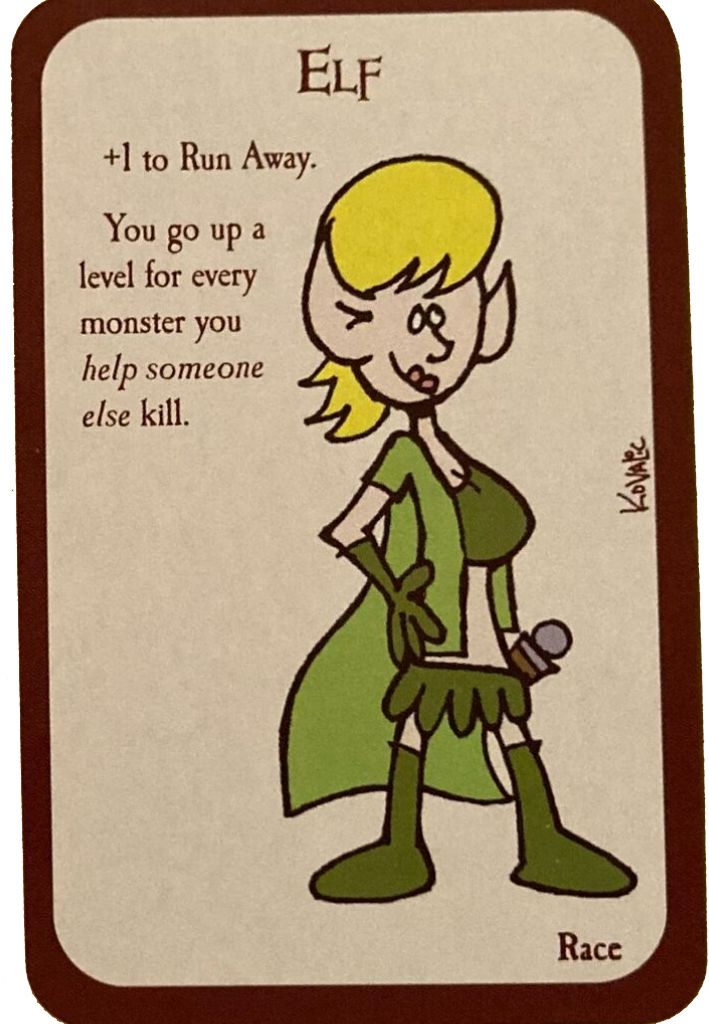 ELF
+1 to Run Away.
You go up a
level for every
monster you
help someone
else kill.
KOVALIC
Race